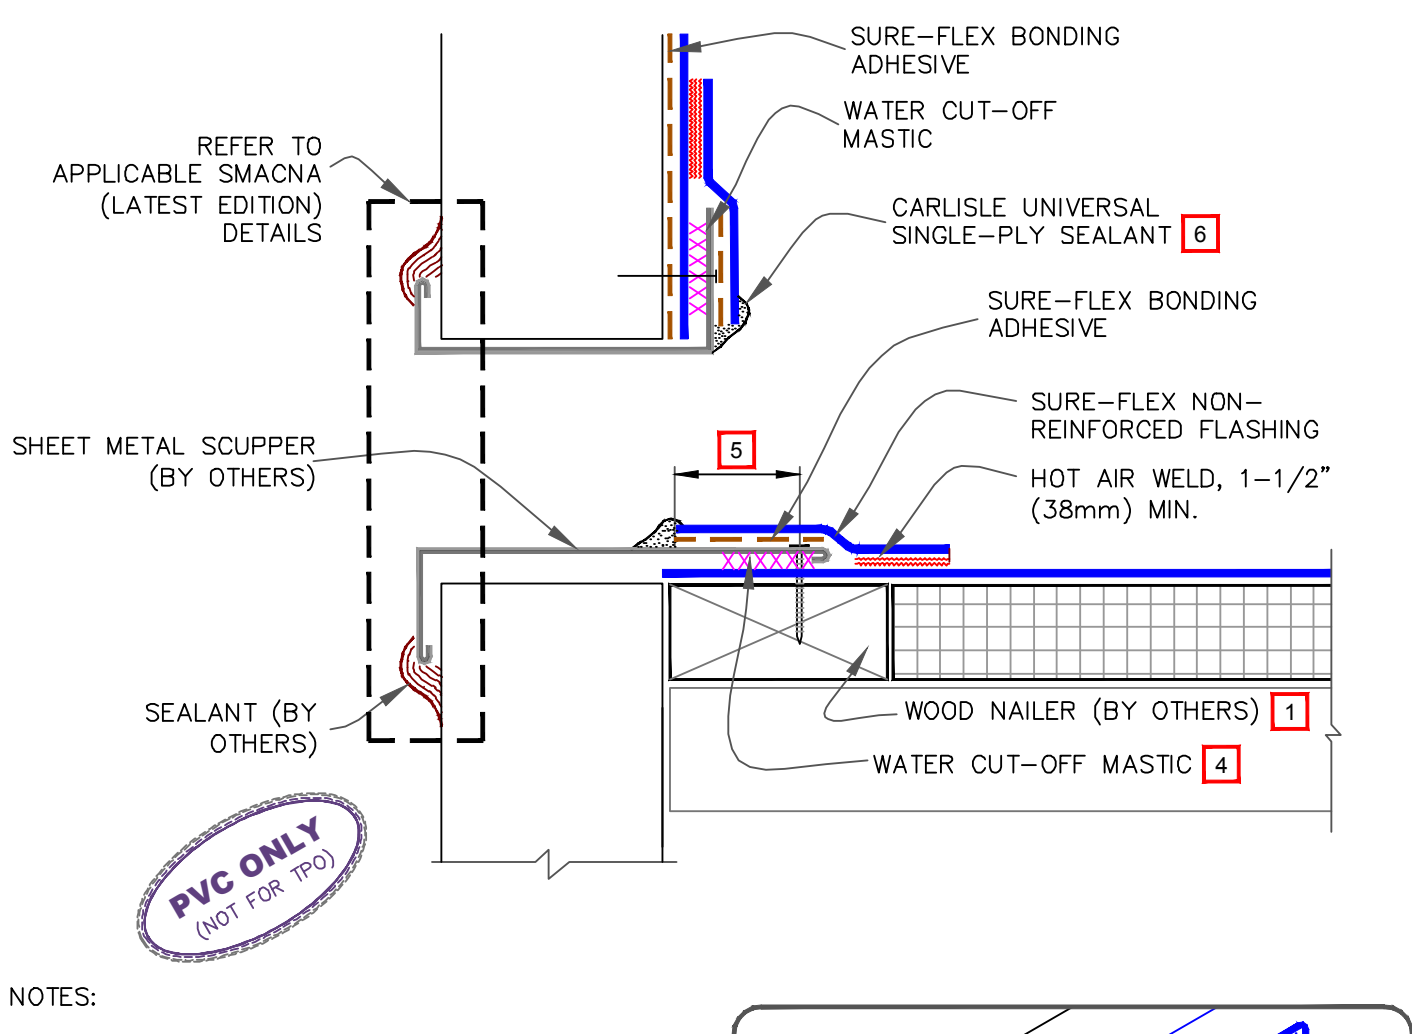 SURE-FLEX BONDING
ADHESIVE
WATER CUT-OFF
MASTIC
REFER TO
APPLICABLE SMACNA
(LATEST EDITION)
DETAILS
CARLISLE UNIVERSAL
SINGLE-PLY SEALANT 6
SURE-FLEX BONDING
ADHESIVE
SURE-FLEX NON-
REINFORCED FLASHING
SHEET METAL SCUPPER
(BY OTHERS)
5
HOT AIR WELD, 1-1/2"
(38mm) MIN.
SEALANT (BY
OTHERS)
WOOD NAILER (BY OTHERS) 1
WATER CUT-OFF MASTIC 4
PVC ONLY
(NOT FOR TPO)
NOTES: